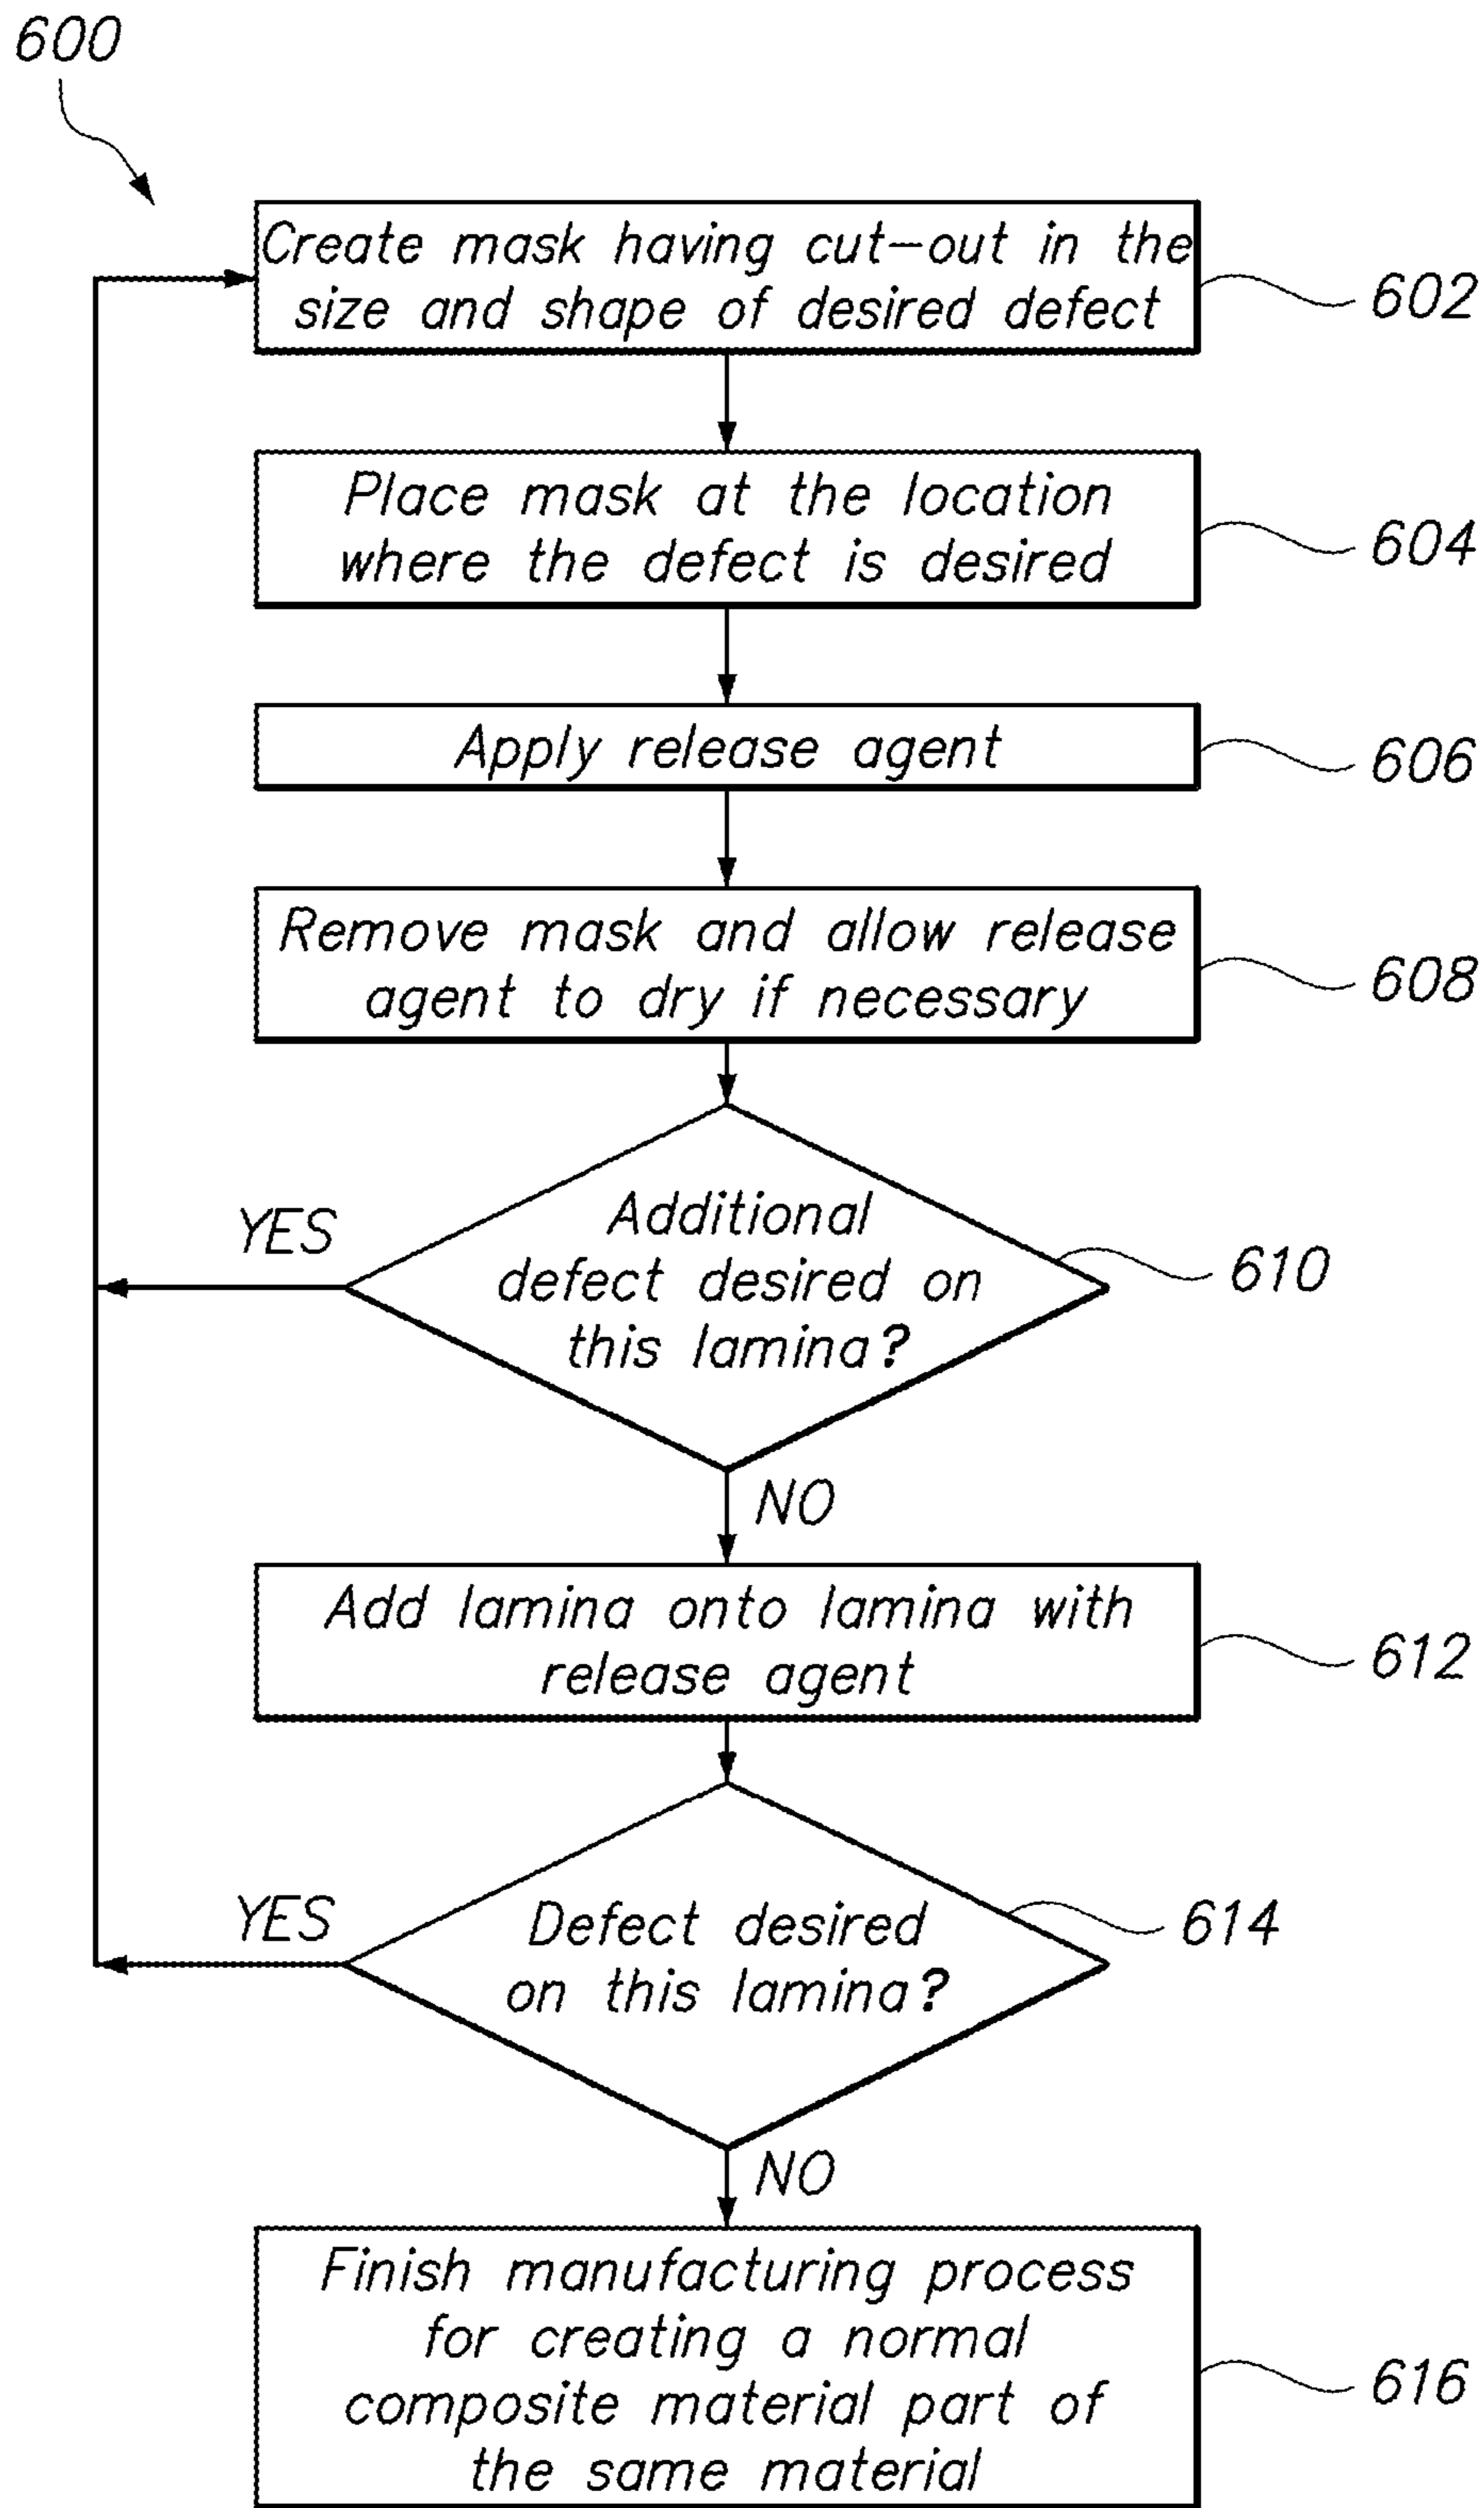 600
Create mask having cut-out in the
size and shape of desired defect
602
Place mask at the location
where the defect is desired
604
Apply release agent
606
Remove mask and allow release
agent to dry if necessary
608
YES
Additional
defect desired on
this lamina?
610
NO
Add lamina onto lamina with
release agent
612
YES
Defect desired
on this lamina?
614
NO
Finish manufacturing process
for creating a normal
composite material part of
the same material
616